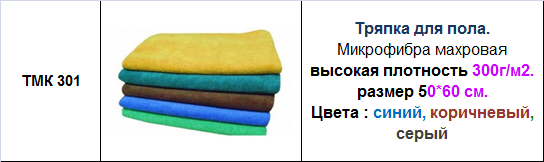 ТМК 301
Тряпка для пола.
Микрофибра махровая
высокая плотность 300г/м2.
размер 50*60 см.
Цвета : синий, коричневый,
серый